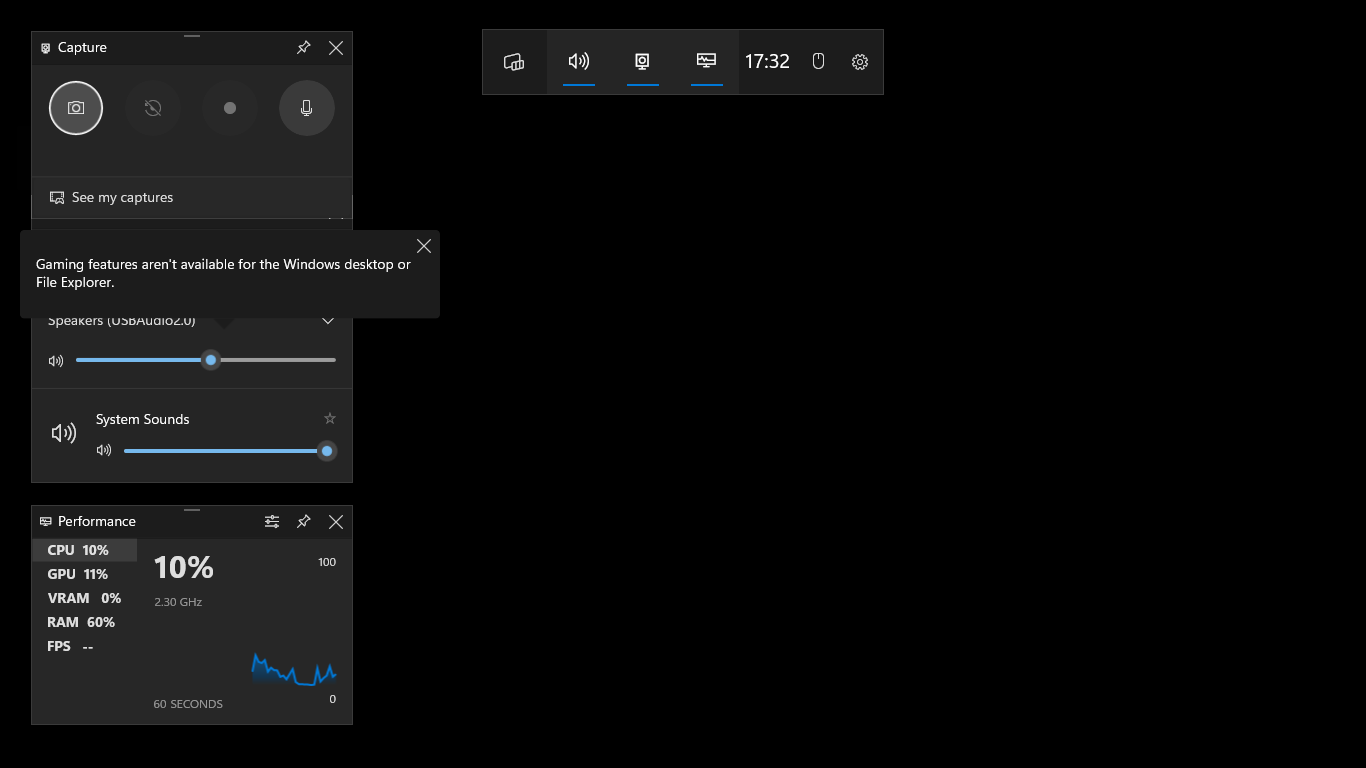 Capture
17:32
See my captures
Gaming features aren't available for the Windows desktop or
File Explorer.
Speakers (USBAudio2.0)
System Sounds
Performance
CPU 10%
GPU 11%
VRAM 0%
RAM 60%
FPS --
10%
2.30 GHz
100
60 SECONDS
0